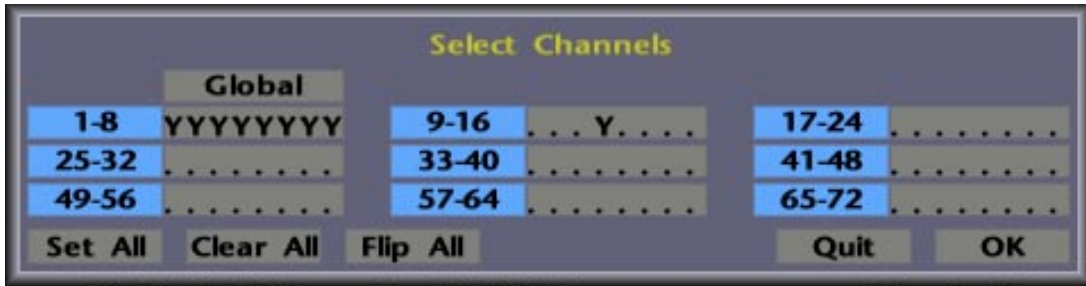 Select Channels
Global
1-8 YYYYYYYY 9-16 ...Y.... 17-24 ........
25-32 ........ 33-40 ........ 41-48 ........
49-56 ........ 57-64 ........ 65-72 ........
Set All Clear All Flip All Quit OK